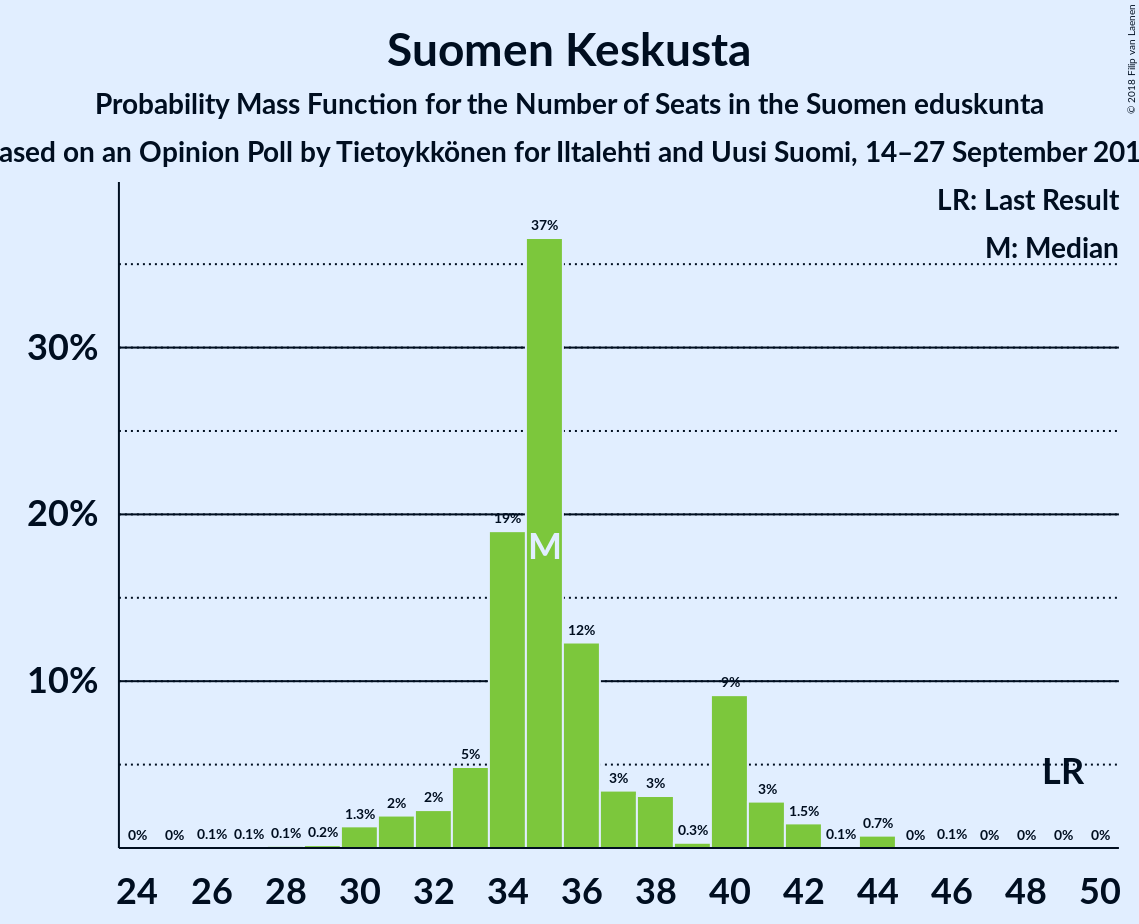 Suomen Keskusta
Probability Mass Function for the Number of Seats in the Suomen eduskunta
ased on an Opinion Poll by Tietoykkönen for Iltalehti and Uusi Suomi, 14–27 September 201
© 2018 Filip van Laenen
LR: Last Result
M: Median
30%
20%
10%
0% 0% 0.1% 0.1% 0.1% 0.2% 1.3% 2% 2% 5% 19% 37% 12% 3% 3% 0.3% 9% 3% 1.5% 0.1% 0.7% 0% 0.1% 0% 0% 0% 0%
M
LR
24 26 28 30 32 34 36 38 40 42 44 46 48 50